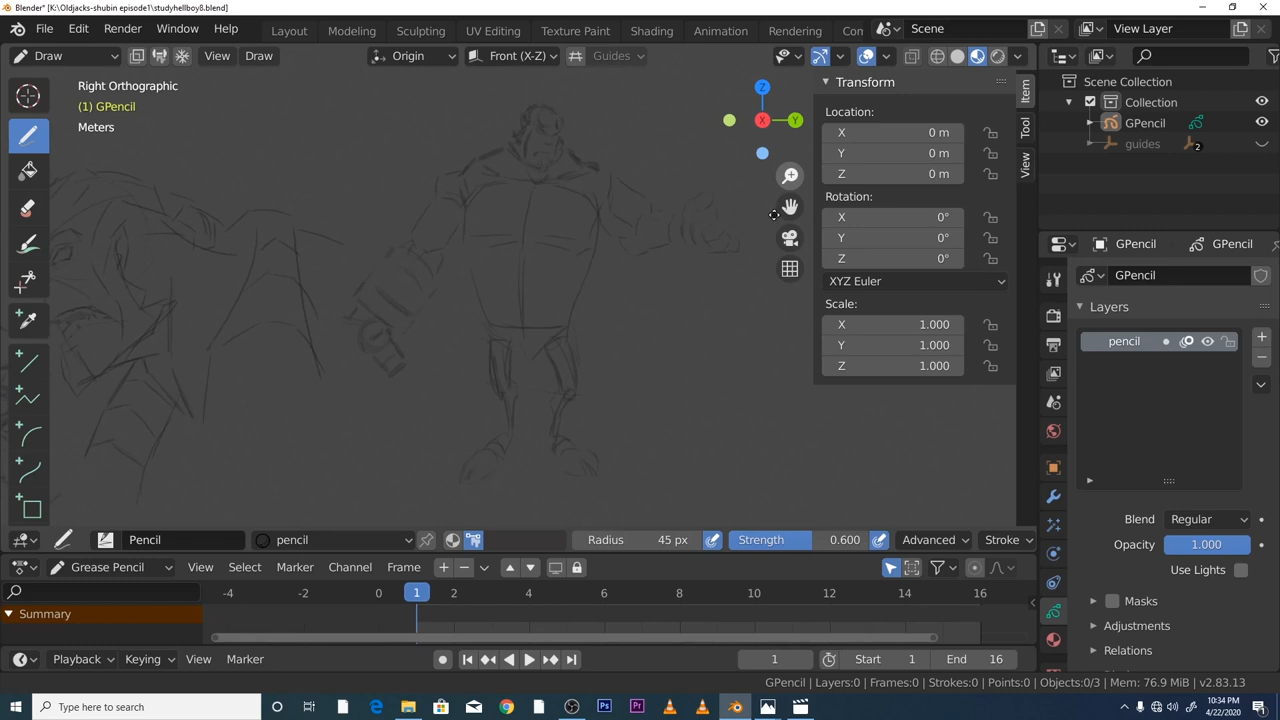 Blender* [K:\Oldjacks-shubin episode1\studyhellboy8.blend]
File Edit Render Window Help Layout Modeling Sculpting UV Editing Texture Paint Shading Animation Rendering Scene View Layer
Draw View Draw Origin Front (X-Z) Guides
Right Orthographic
(1) GPencil
Meters
Z
X
Y
Transform
Location:
X 0 m
Y 0 m
Z 0 m
Rotation:
X 0°
Y 0°
Z 0°
XYZ Euler
Scale:
X 1.000
Y 1.000
Z 1.000
Item
Tool
View
Scene Collection
Collection
GPencil
guides 2
GPencil GPencil
GPencil
Layers
pencil
Blend Regular
Opacity 1.000
Use Lights
Masks
Adjustments
Relations
Pencil pencil Radius 45 px Strength 0.600 Advanced Stroke
Grease Pencil View Select Marker Channel Frame
-4 -2 0 1 2 4 6 8 10 12 14 16
Summary
Playback Keying View Marker 1 Start 1 End 16
GPencil | Layers:0 | Frames:0 | Strokes:0 | Points:0 | Objects:0/3 | Mem: 76.9 MiB | v2.83.13
Type here to search
10:34 PM
4/22/2020